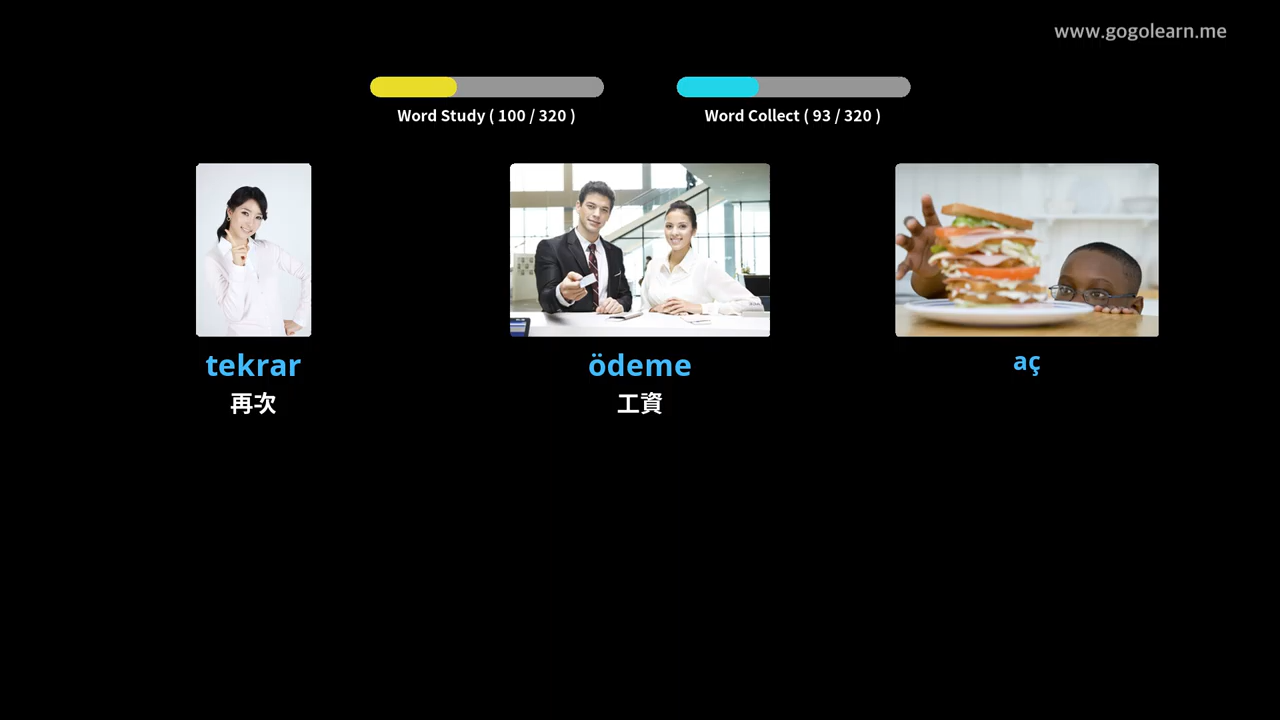 www.gogolearn.me
Word Study ( 100 / 320 )
Word Collect ( 93 / 320 )
tekrar
再次
ödeme
工資
aç